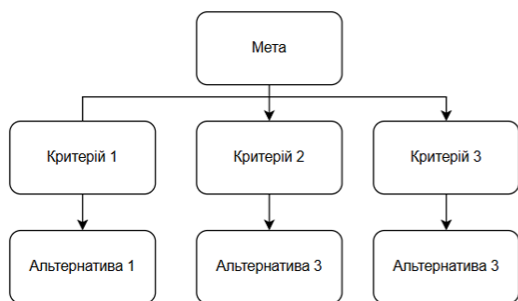 Мета
Критерій 1
Критерій 2
Критерій 3
Альтернатива 1
Альтернатива 3
Альтернатива 3